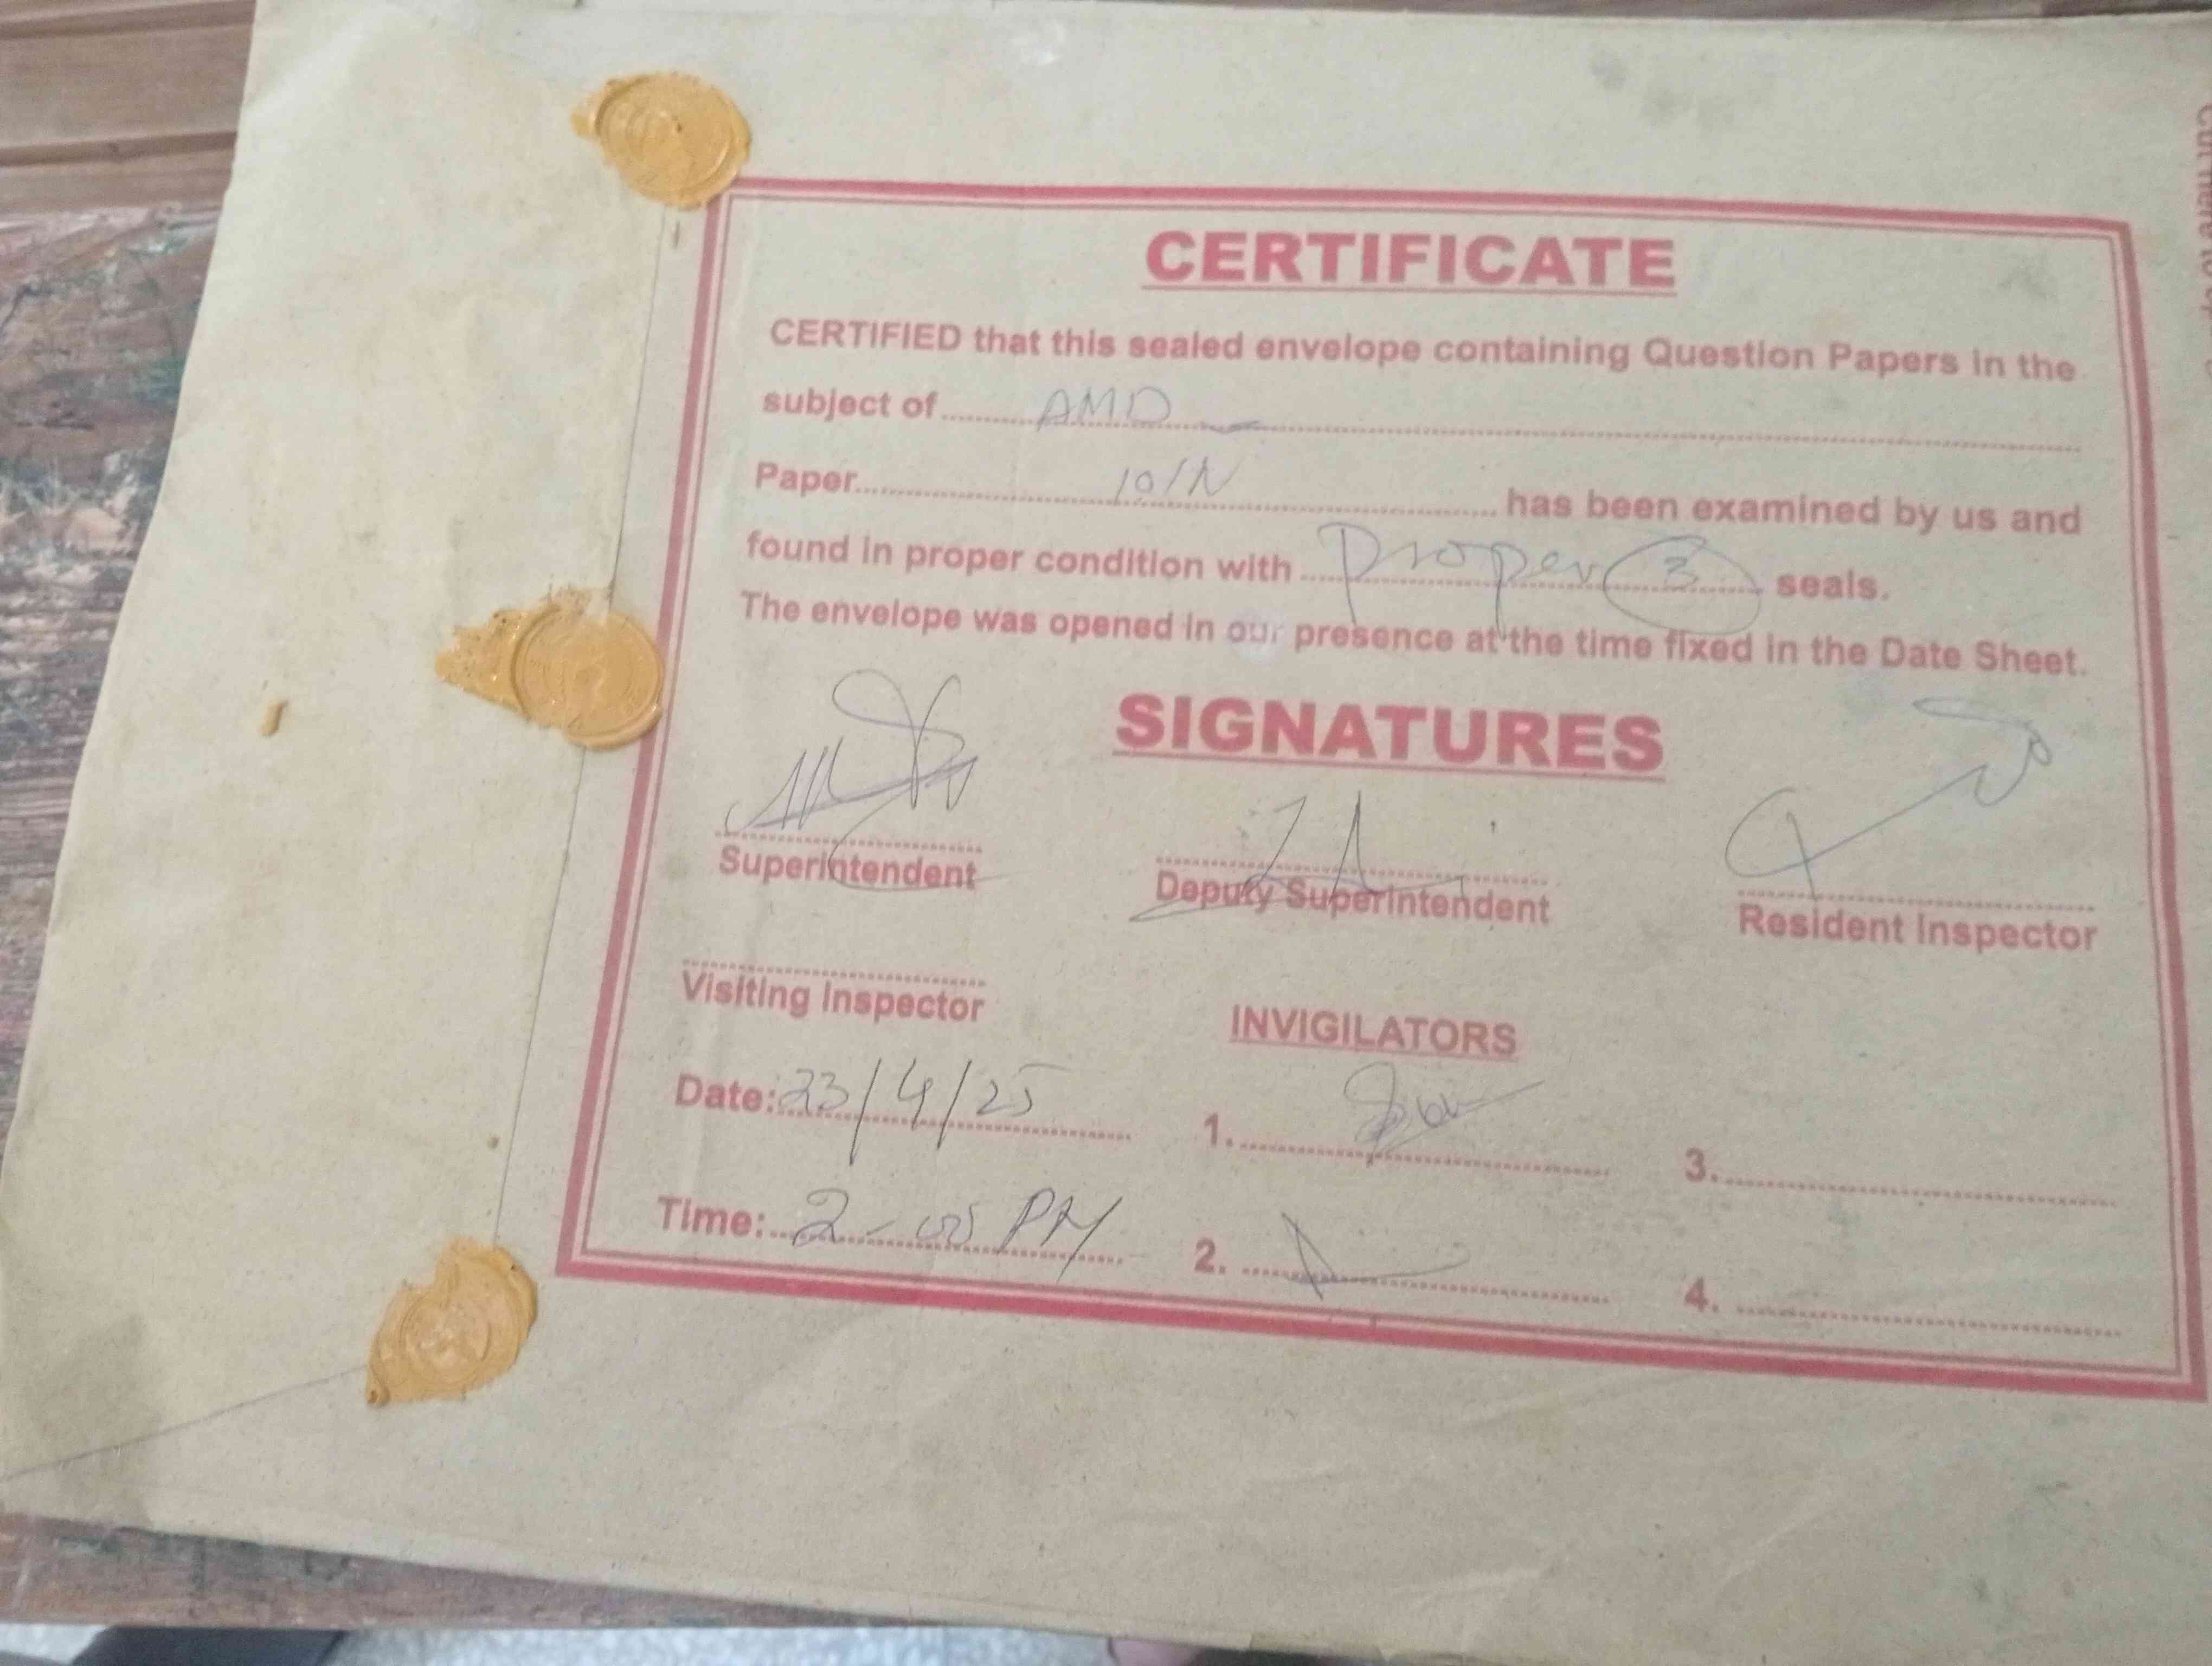 CERTIFICATE
CERTIFIED that this sealed envelope containing Question Papers in the
subject of AMD
Paper 10/N has been examined by us and
found in proper condition with Proper 3 seals.
The envelope was opened in our presence at the time fixed in the Date Sheet.
SIGNATURES
Superintendent
Deputy Superintendent
Resident Inspector
Visiting Inspector
INVIGILATORS
Date: 23/4/25
1.
3.
Time: 2-00 PM
2.
4.